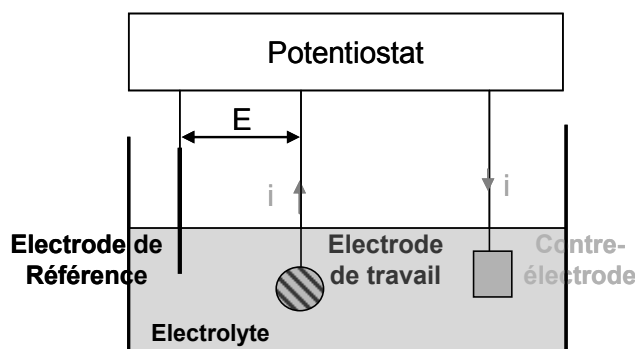 Potentiostat
E
i
i
Electrode de
Référence
Electrode
de travail
Contre-
électrode
Electrolyte